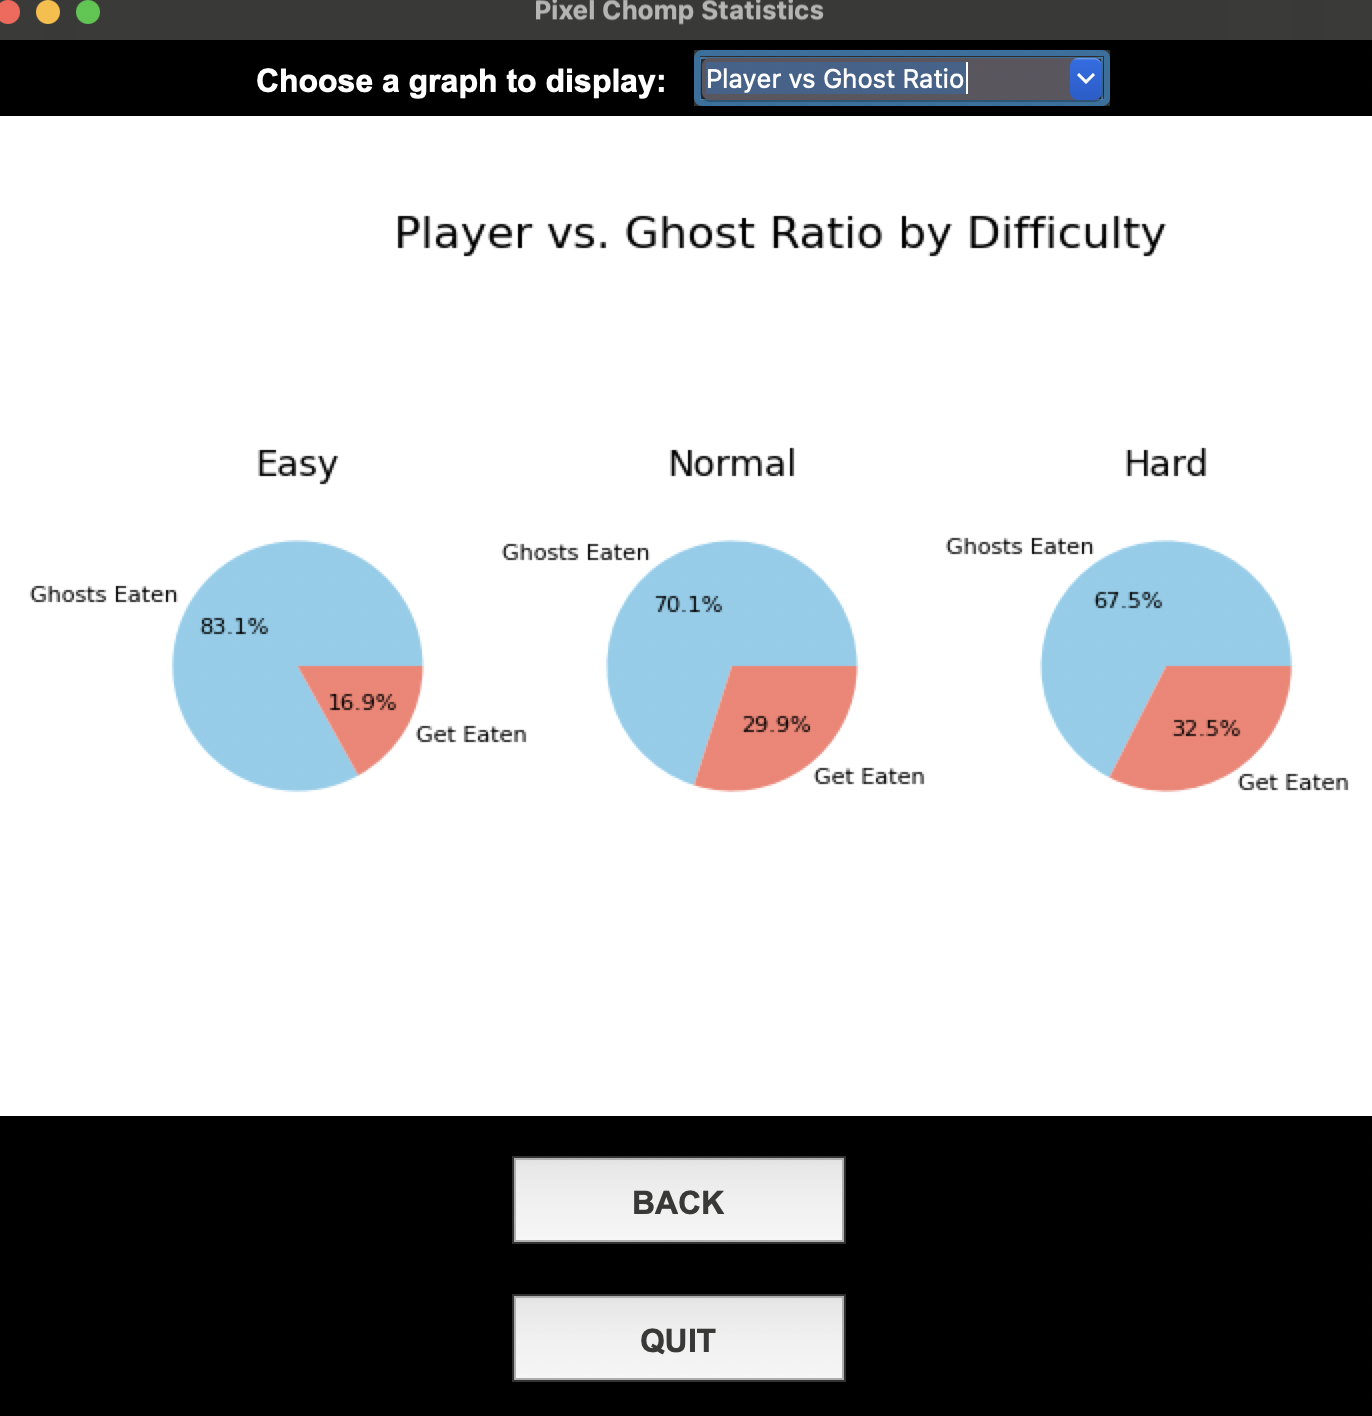 Pixel Chomp Statistics
Choose a graph to display: Player vs Ghost Ratio
Player vs. Ghost Ratio by Difficulty
Easy
Ghosts Eaten
83.1%
16.9%
Get Eaten
Normal
Ghosts Eaten
70.1%
29.9%
Get Eaten
Hard
Ghosts Eaten
67.5%
32.5%
Get Eaten
BACK
QUIT